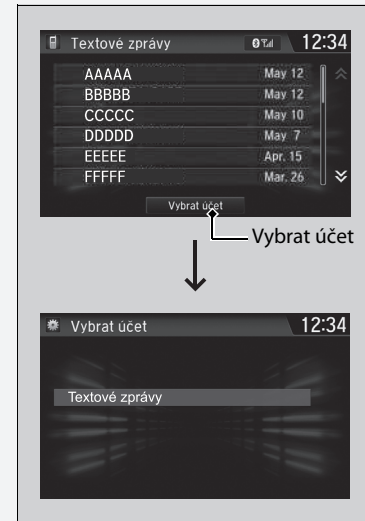 Textové zprávy 12:34
AAAAA May 12
BBBBB May 12
CCCCC May 10
DDDDD May 7
EEEEE Apr. 15
FFFFF Mar. 26
Vybrat účet
Vybrat účet
Vybrat účet 12:34
Textové zprávy